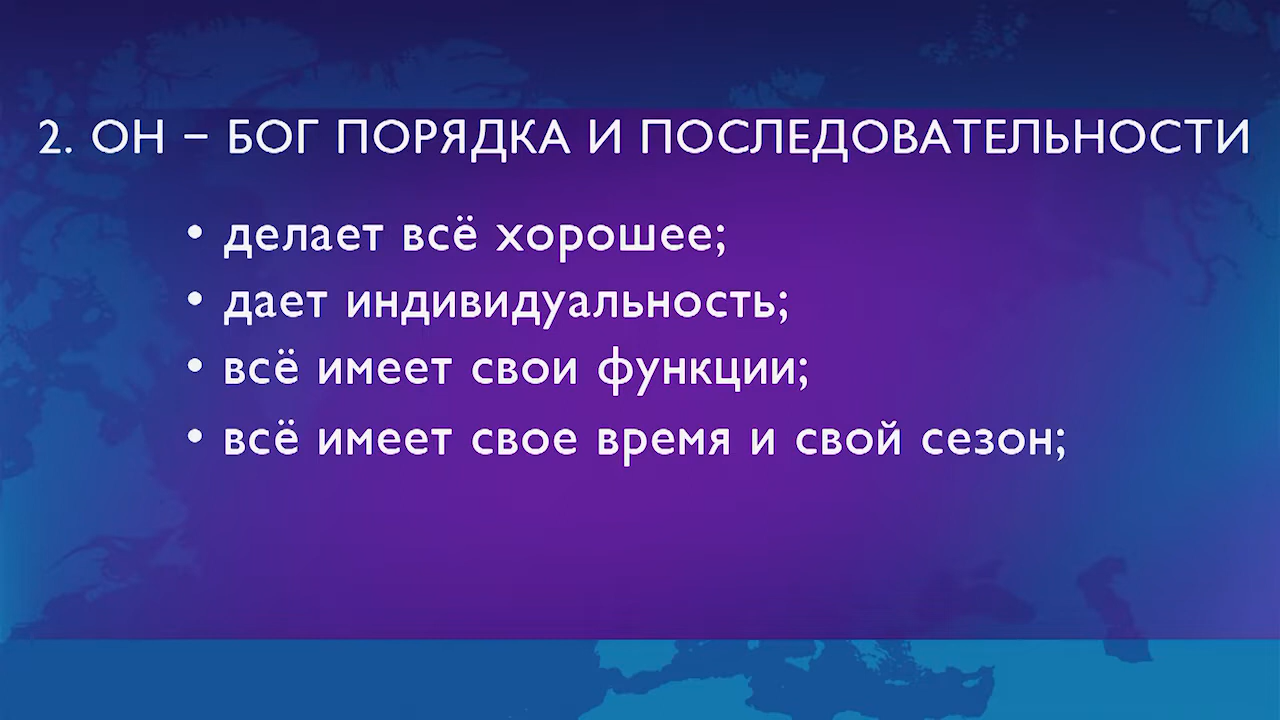 2. ОН – БОГ ПОРЯДКА И ПОСЛЕДОВАТЕЛЬНОСТИ
• делает всё хорошее;
• дает индивидуальность;
• всё имеет свои функции;
• всё имеет свое время и свой сезон;